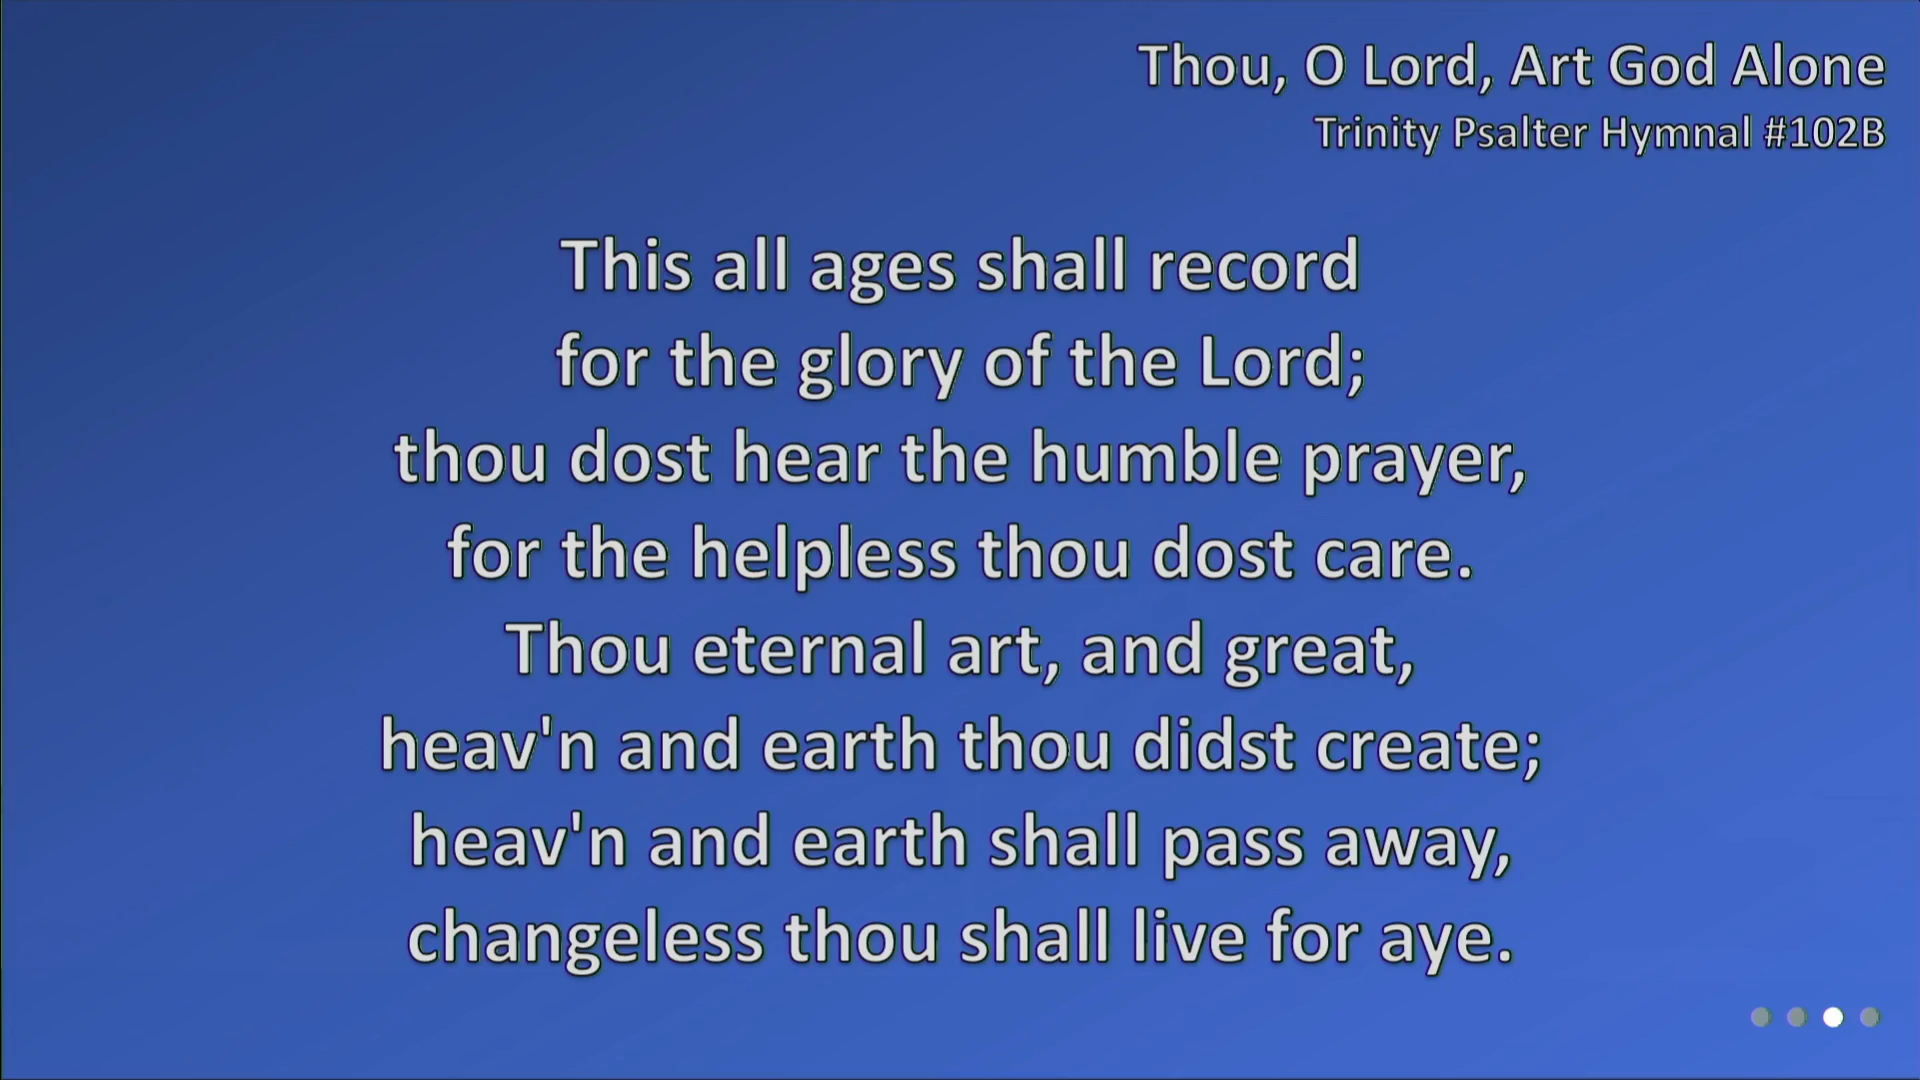 Thou, O Lord, Art God Alone
Trinity Psalter Hymnal #102B
This all ages shall record
for the glory of the Lord;
thou dost hear the humble prayer,
for the helpless thou dost care.
Thou eternal art, and great,
heav'n and earth thou didst create;
heav'n and earth shall pass away,
changeless thou shall live for aye.